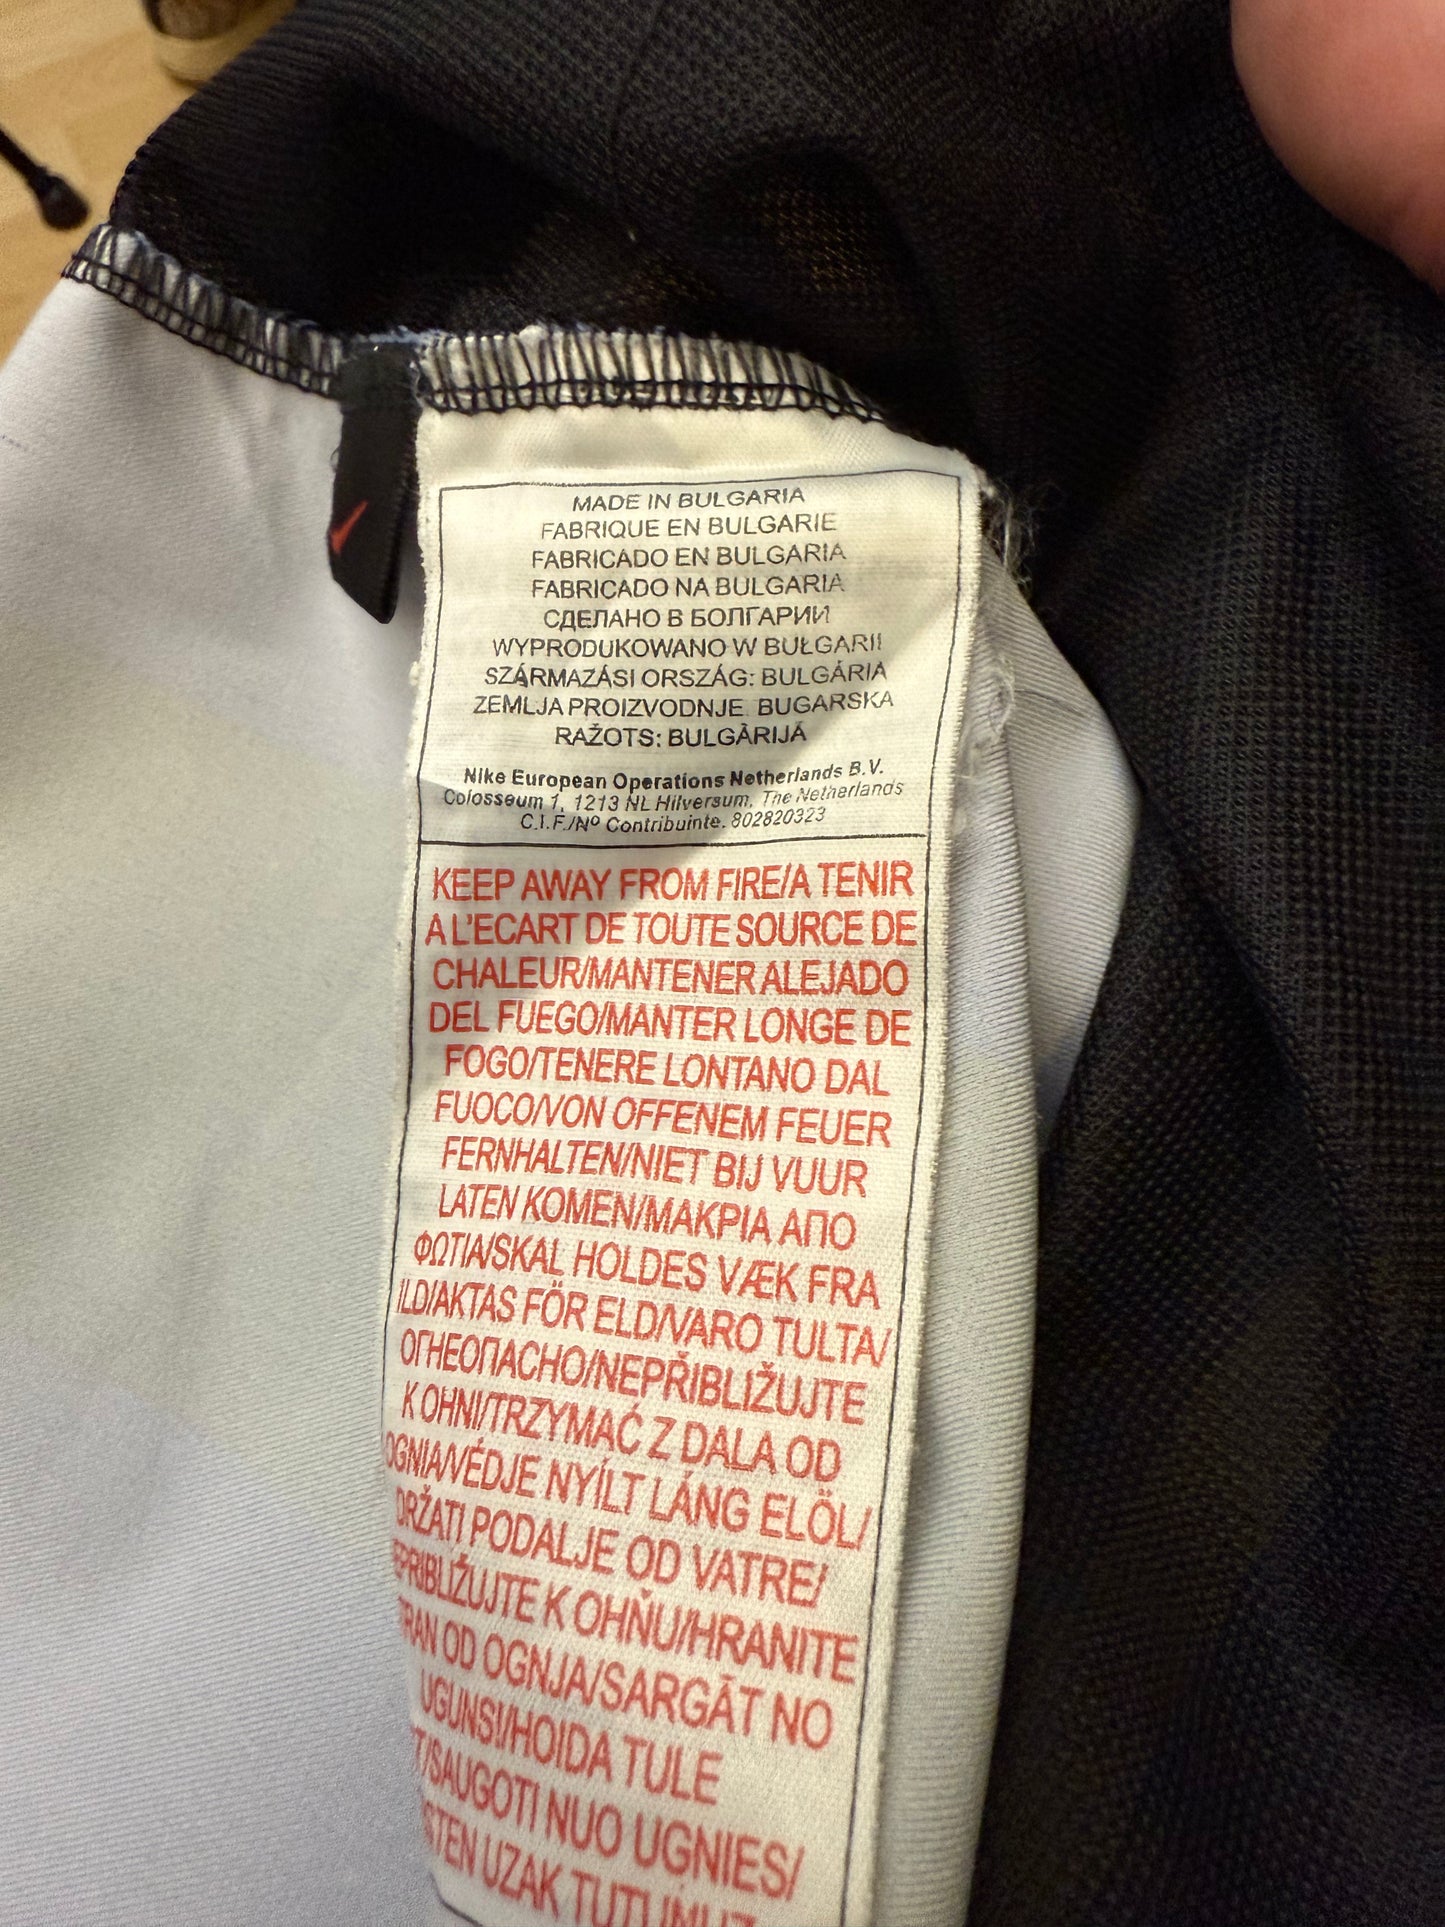 MADE IN BULGARIA
FABRIQUE EN BULGARIE
FABRICADO EN BULGARIA
FABRICADO NA BULGARIA
СДЕЛАНО В БОЛГАРИИ
WYPRODUKOWANO W BUŁGARII
SZÁRMAZÁSI ORSZÁG: BULGÁRIA
ZEMLJA PROIZVODNJE. BUGARSKA
RAŽOTS: BULGĀRIJĀ
Nike European Operations Netherlands B.V.
Colosseum 1, 1213 NL Hilversum, The Netherlands
C.I.F./Nº Contribuinte. 802820323
KEEP AWAY FROM FIRE/A TENIR
A L'ECART DE TOUTE SOURCE DE
CHALEUR/MANTENER ALEJADO
DEL FUEGO/MANTER LONGE DE
FOGO/TENERE LONTANO DAL
FUOCO/VON OFFENEM FEUER
FERNHALTEN/NIET BIJ VUUR
LATEN KOMEN/ΜΑΚΡΙΑ ΑΠΟ
ΦΩΤΙΑ/SKAL HOLDES VÆK FRA
ILD/AKTAS FÖR ELD/VARO TULTA/
ОГНЕОПАСНО/NEPŘIBLIŽUJTE
K OHNI/TRZYMAĆ Z DALA OD
OGNIA/VÉDJE NYÍLT LÁNG ELÖL/
DRŽATI PODALJE OD VATRE/
EPRIBLÍŽUJTE K OHŇU/HRANITE
RAN OD OGNJA/SARGĀT NO
UGUNS/HOIDA TULE
T/SAUGOTI NUO UGNIES/
STEN UZAK TUTUNUZ